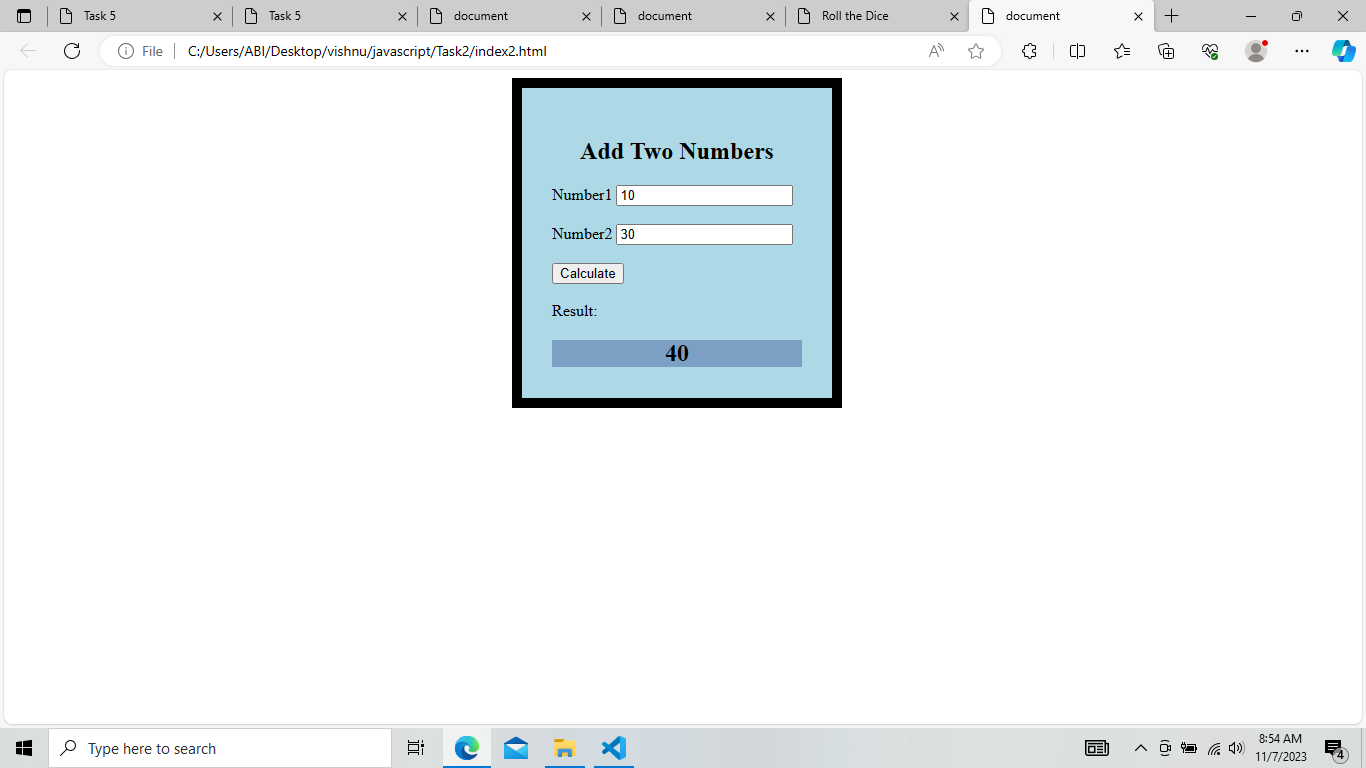 Task 5
Task 5
document
document
Roll the Dice
document
File
C:/Users/ABI/Desktop/vishnu/javascript/Task2/index2.html
Add Two Numbers
Number1 10
Number2 30
Calculate
Result:
40
Type here to search
8:54 AM
11/7/2023
4